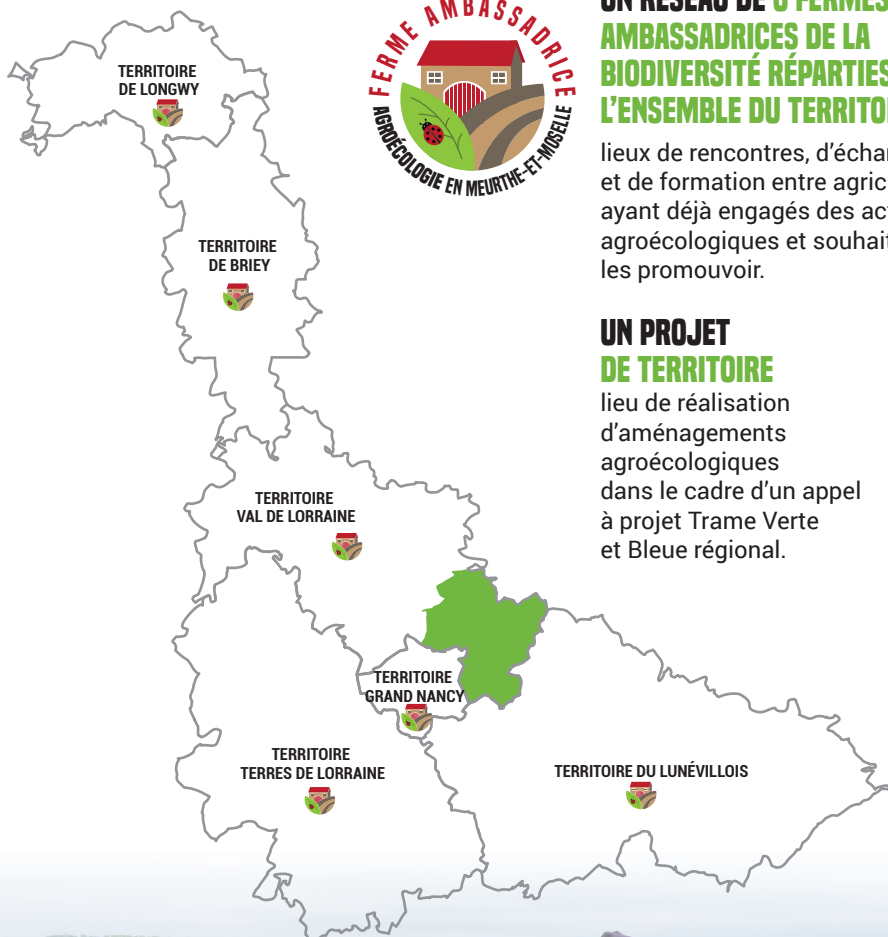 FERME AMBASSADRICE
AGROÉCOLOGIE EN MEURTHE-ET-MOSELLE
AMBASSADRICES DE LA
BIODIVERSITÉ RÉPARTIES
lieux de rencontres,
et de formation entre
ayant déjà engagés des
agroécologiques et
les promouvoir.
UN PROJET
DE TERRITOIRE
lieu de réalisation
d'aménagements
agroécologiques
dans le cadre d'un appel
à projet Trame Verte
et Bleue régional.
TERRITOIRE
DE LONGWY
TERRITOIRE
DE BRIEY
TERRITOIRE
VAL DE LORRAINE
TERRITOIRE
GRAND NANCY
TERRITOIRE
TERRES DE LORRAINE
TERRITOIRE DU LUNÉVILLOIS